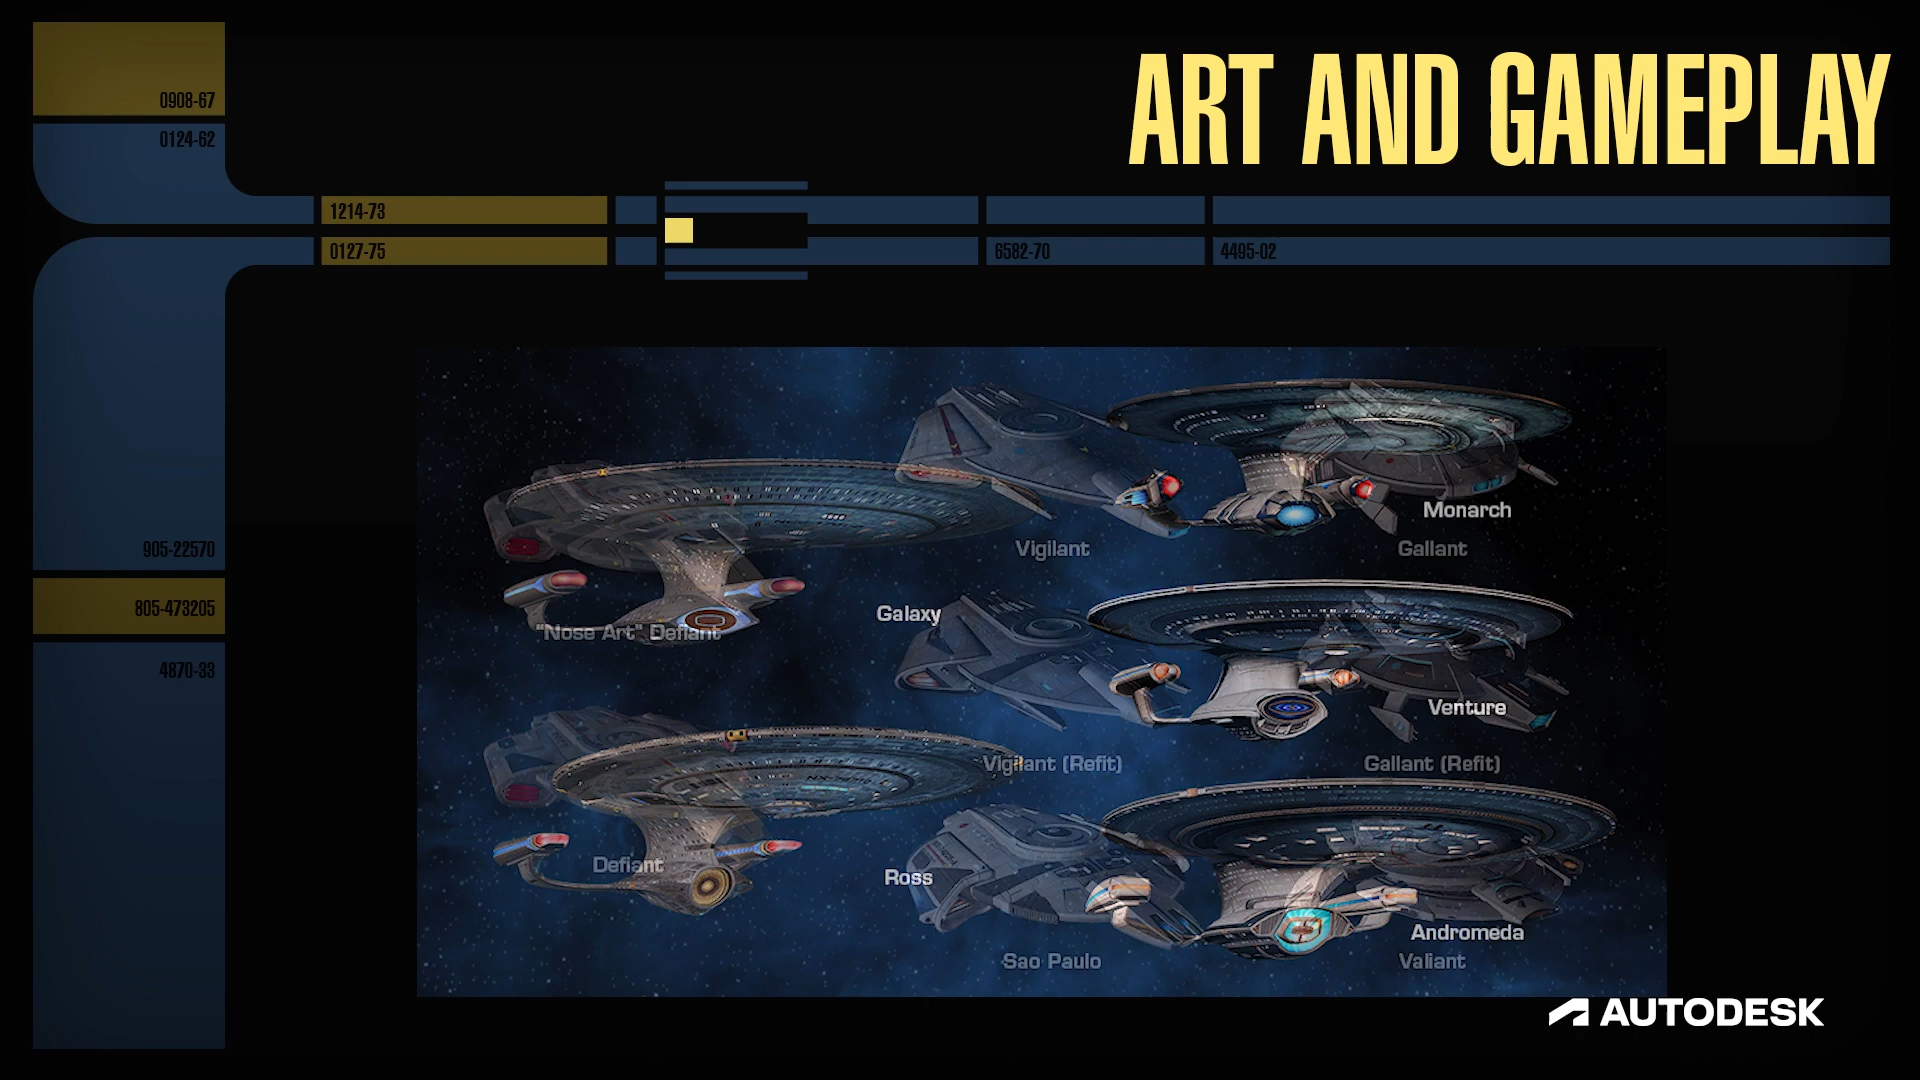 ART AND GAMEPLAY
0908-67
0124-62
1214-73
0127-75
6582-70
4495-02
905-22570
805-473205
4870-33
Monarch
Vigilant
Gallant
Galaxy
"Nose Art" Defiant
Venture
Vigilant (Refit)
Gallant (Refit)
Defiant
Ross
Andromeda
Sao Paulo
Valiant
AUTODESK